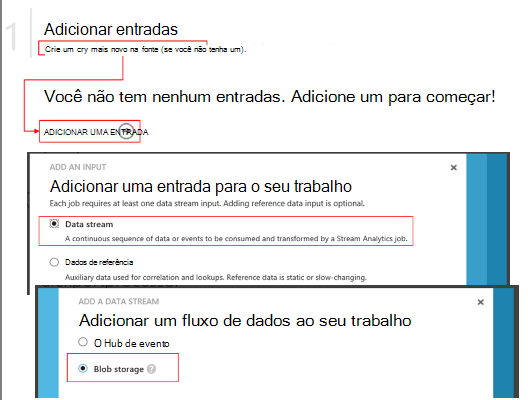 1
Adicionar entradas
Crie um cry mais novo na fonte (se você não tenha um).
Você não tem nenhum entradas. Adicione um para começar!
ADICIONAR UMA ENTRADA
ADD AN INPUT
Adicionar uma entrada para o seu trabalho
Each job requires at least one data stream input. Adding reference data input is optional.
Data stream
A continuous sequence of data or events to be consumed and transformed by a Stream Analytics job.
Dados de referência
Auxiliary data used for correlation and lookups. Reference data is static or slow-changing.
ADD A DATA STREAM
Adicionar um fluxo de dados ao seu trabalho
O Hub de evento
Blob storage ?